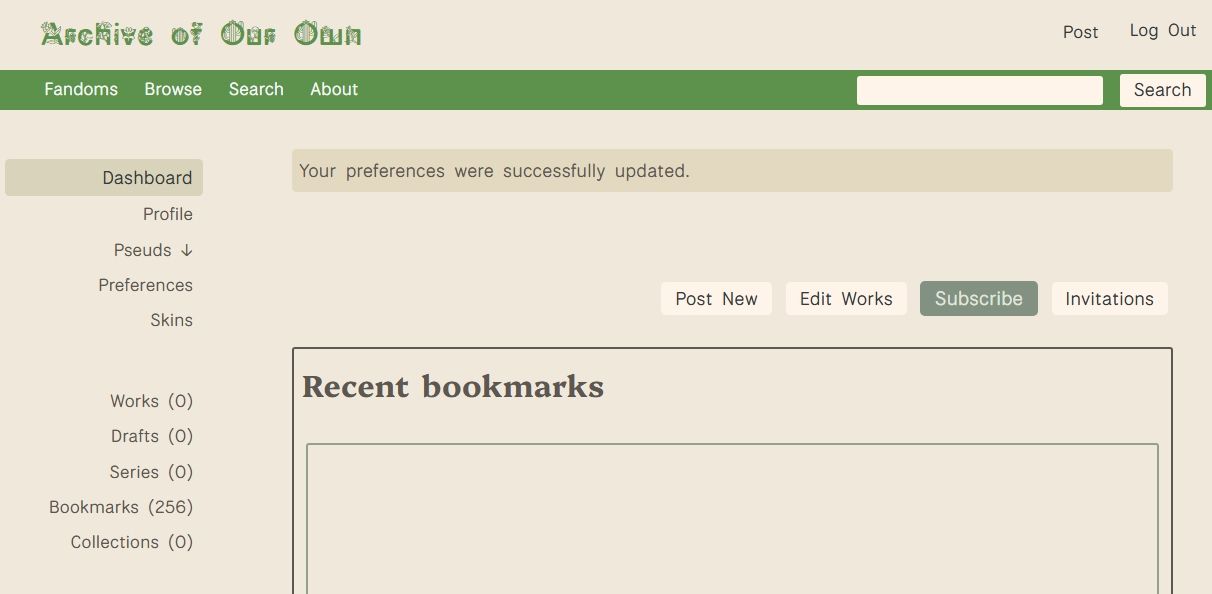 Archive of Our Own
Post
Log Out
Fandoms Browse Search About
Search
Dashboard
Profile
Pseuds ↓
Preferences
Skins
Works (0)
Drafts (0)
Series (0)
Bookmarks (256)
Collections (0)
Your preferences were successfully updated.
Post New
Edit Works
Subscribe
Invitations
Recent bookmarks